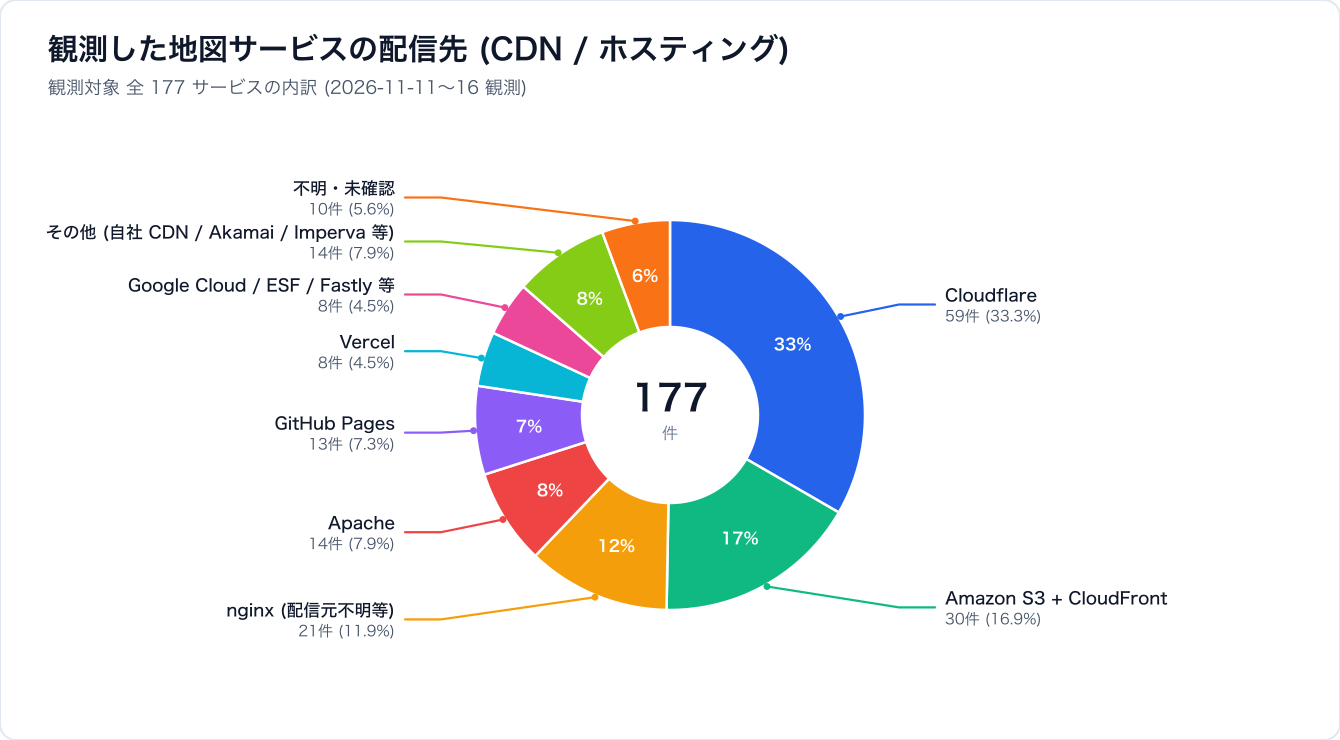 観測した地図サービスの配信先 (CDN / ホスティング)
観測対象 全 177 サービスの内訳 (2026-11-11〜16 観測)
不明・未確認
10件 (5.6%)
その他 (自社 CDN / Akamai / Imperva 等)
14件 (7.9%)
Google Cloud / ESF / Fastly 等
8件 (4.5%)
Vercel
8件 (4.5%)
GitHub Pages
13件 (7.3%)
Apache
14件 (7.9%)
nginx (配信元不明等)
21件 (11.9%)
6%
8%
33%
7%
8%
12%
17%
177
件
Cloudflare
59件 (33.3%)
Amazon S3 + CloudFront
30件 (16.9%)